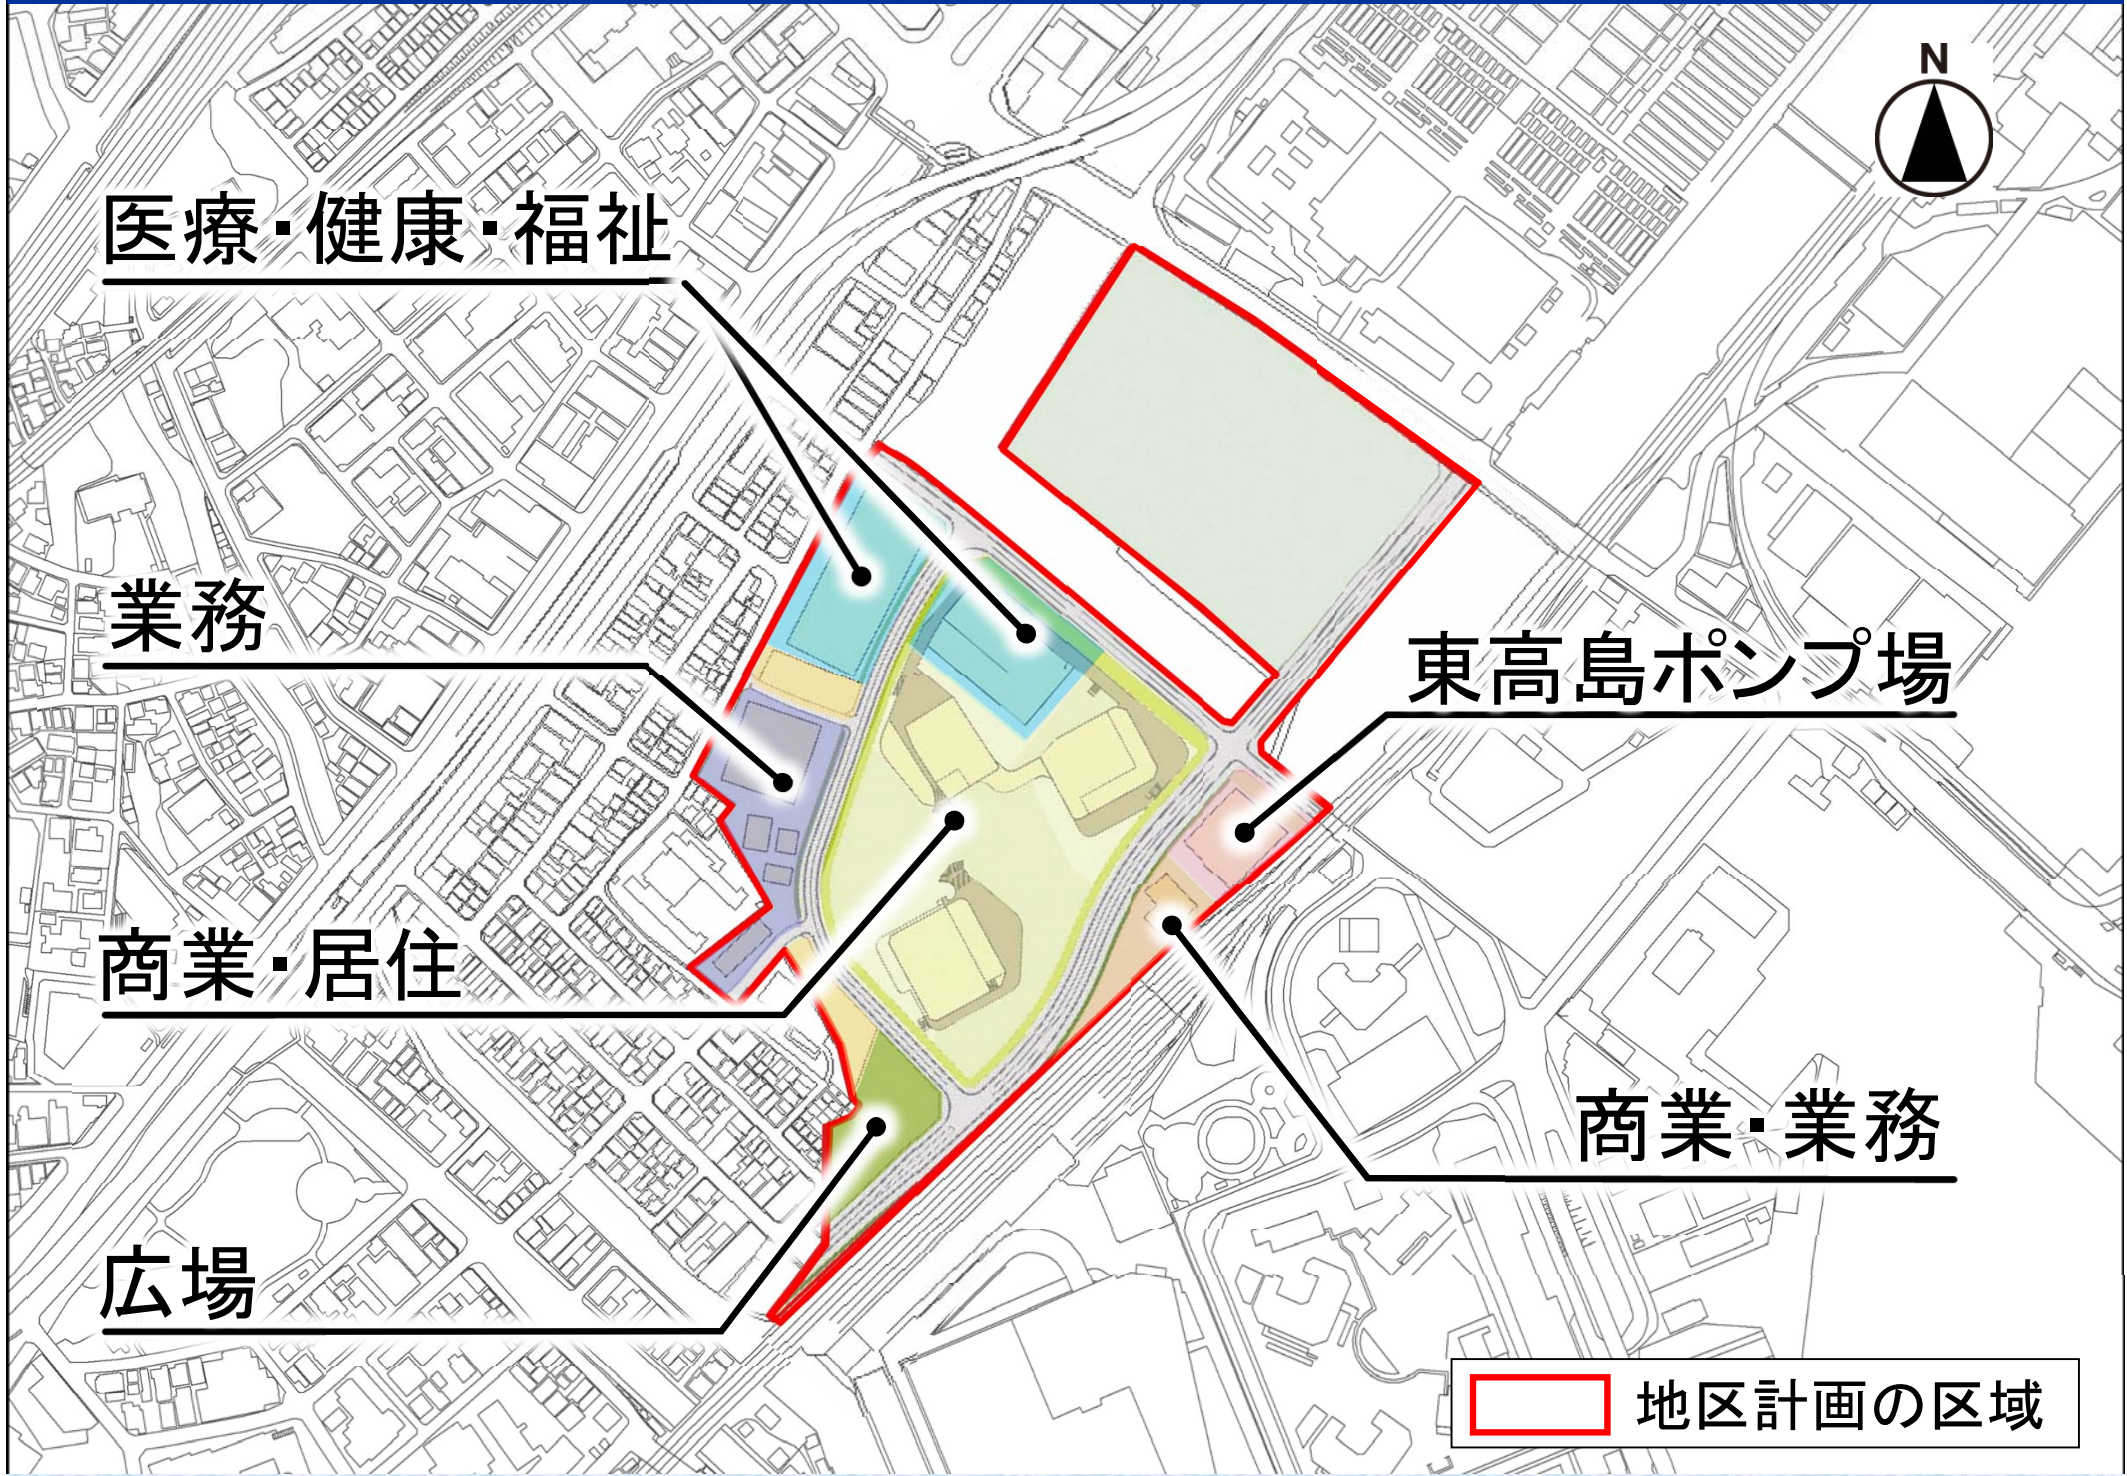 N
医療・健康・福祉
業務
東高島ポンプ場
商業・居住
商業・業務
広場
地区計画の区域